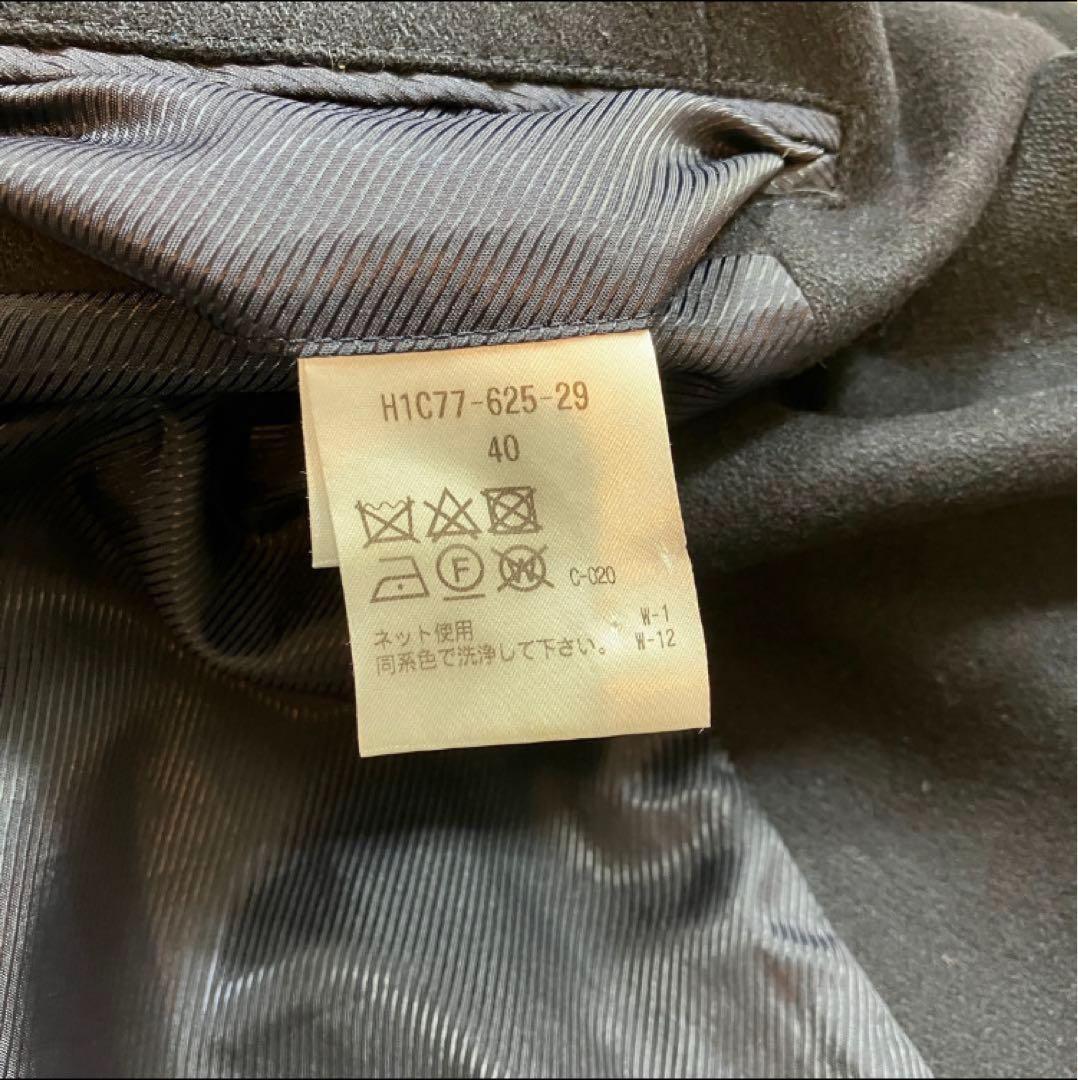 H1C77-625-29
40
F W C-020
ネット使用 W-1
同系色で洗浄して下さい。 W-12